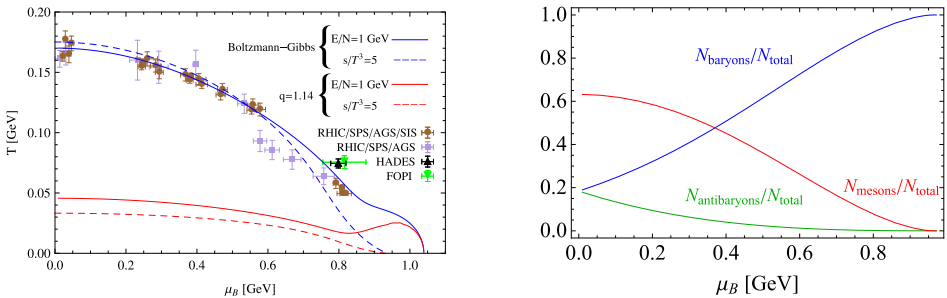 0.20
0.15
0.10
0.05
0.00
T [GeV]
Boltzmann−Gibbs
E/N=1 GeV
s/T³=5
q=1.14
E/N=1 GeV
s/T³=5
RHIC/SPS/AGS/SIS
RHIC/SPS/AGS
HADES
FOPI
0.0 0.2 0.4 0.6 0.8 1.0
μB [GeV]
1.0
0.8
0.6
0.4
0.2
0.0
Nbaryons/Ntotal
Nmesons/Ntotal
Nantibaryons/Ntotal
0.0 0.2 0.4 0.6 0.8
μB [GeV]